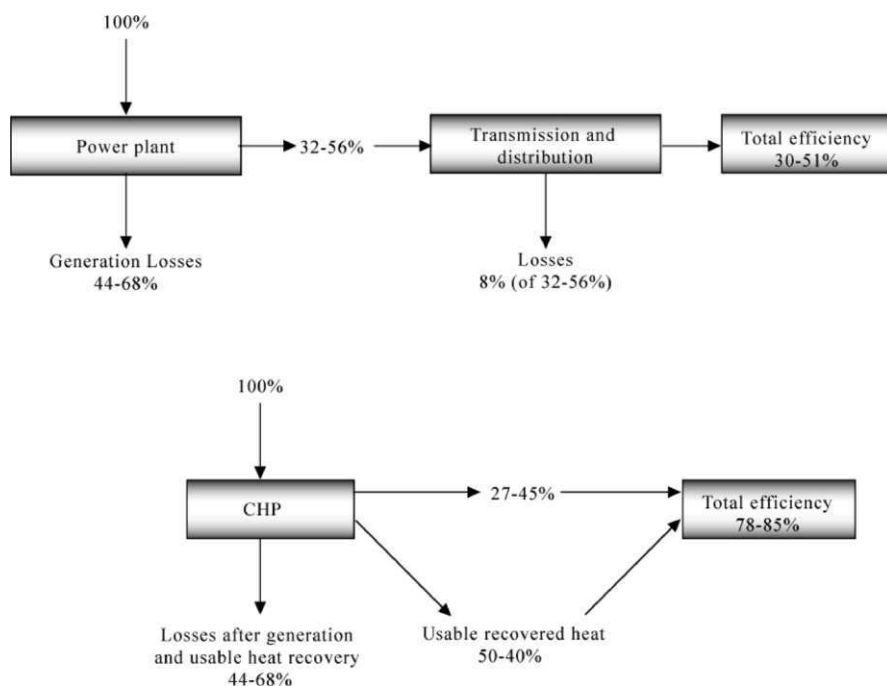 100%
Power plant
32-56%
Transmission and
distribution
Total efficiency
30-51%
Generation Losses
44-68%
Losses
8% (of 32-56%)
100%
CHP
27-45%
Total efficiency
78-85%
Losses after generation
and usable heat recovery
44-68%
Usable recovered heat
50-40%